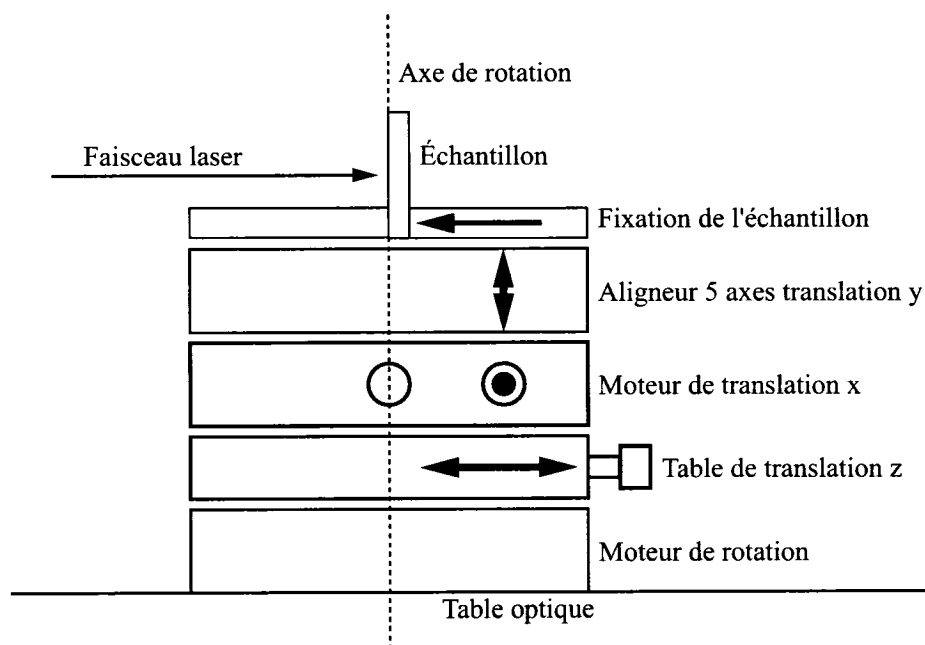 Axe de rotation
Faisceau laser
Échantillon
Fixation de l'échantillon
Aligneur 5 axes translation y
Moteur de translation x
Table de translation z
Moteur de rotation
Table optique